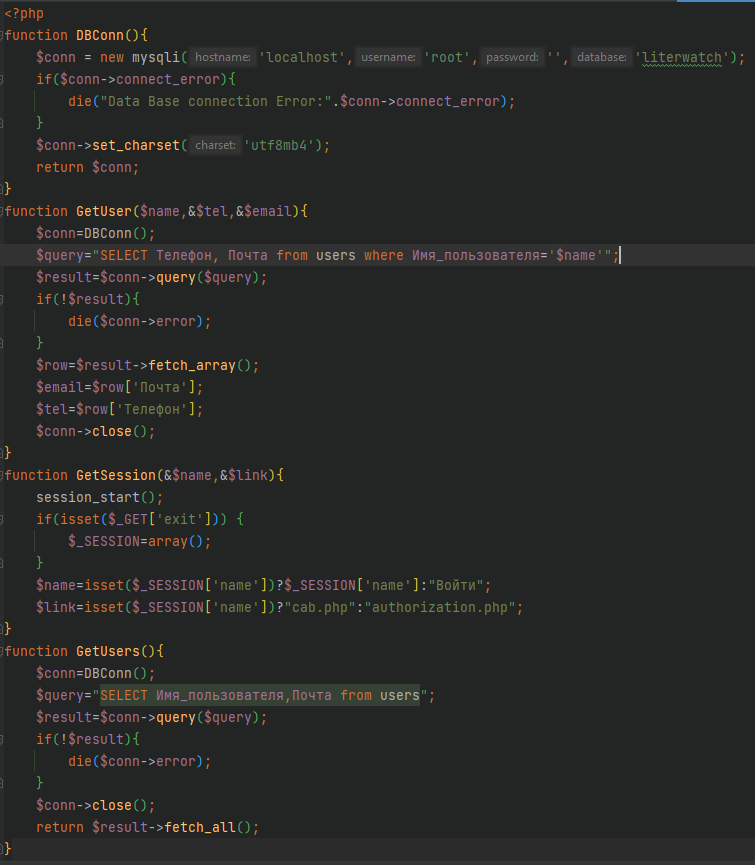 <?php
function DBConn(){
    $conn = new mysqli( hostname: 'localhost', username: 'root', password: '', database: 'literwatch');
    if($conn->connect_error){
        die("Data Base connection Error:".$conn->connect_error);
    }
    $conn->set_charset( charset: 'utf8mb4');
    return $conn;
}
function GetUser($name,&$tel,&$email){
    $conn=DBConn();
    $query="SELECT Телефон, Почта from users where Имя_пользователя='$name'";
    $result=$conn->query($query);
    if(!$result){
        die($conn->error);
    }
    $row=$result->fetch_array();
    $email=$row['Почта'];
    $tel=$row['Телефон'];
    $conn->close();
}
function GetSession(&$name,&$link){
    session_start();
    if(isset($_GET['exit'])) {
        $_SESSION=array();
    }
    $name=isset($_SESSION['name'])?$_SESSION['name']:"Войти";
    $link=isset($_SESSION['name'])?"cab.php":"authorization.php";
}
function GetUsers(){
    $conn=DBConn();
    $query="SELECT Имя_пользователя,Почта from users";
    $result=$conn->query($query);
    if(!$result){
        die($conn->error);
    }
    $conn->close();
    return $result->fetch_all();
}